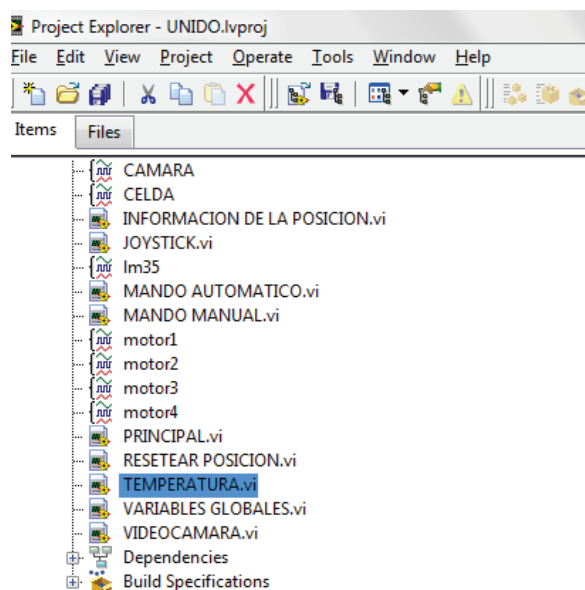 Project Explorer - UNIDO.lvproj
File Edit View Project Operate Tools Window Help
Items Files
CAMARA
CELDA
INFORMACION DE LA POSICION.vi
JOYSTICK.vi
lm35
MANDO AUTOMATICO.vi
MANDO MANUAL.vi
motor1
motor2
motor3
motor4
PRINCIPAL.vi
RESETEAR POSICION.vi
TEMPERATURA.vi
VARIABLES GLOBALES.vi
VIDEOCAMARA.vi
Dependencies
Build Specifications